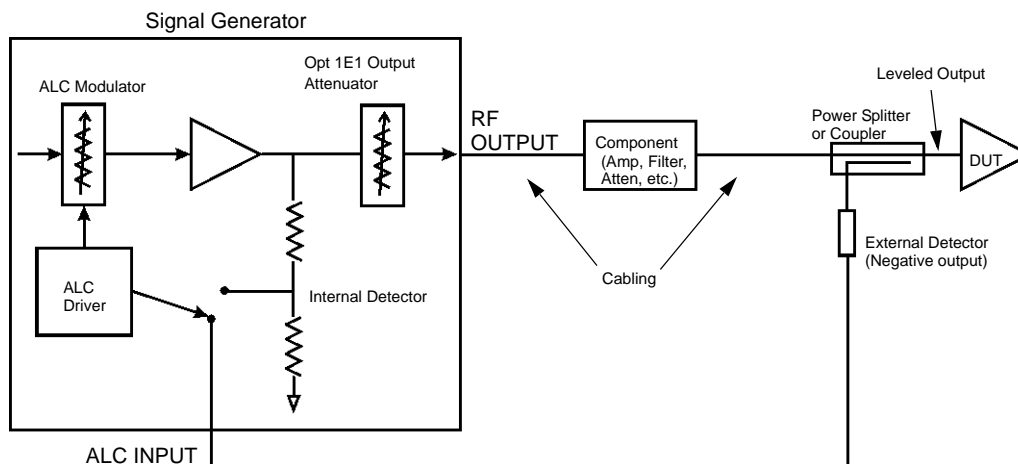 Signal Generator
Opt 1E1 Output
Attenuator
ALC Modulator
RF
OUTPUT
Leveled Output
Power Splitter
or Coupler
Component
(Amp, Filter,
Atten, etc.)
DUT
External Detector
(Negative output)
Cabling
ALC
Driver
Internal Detector
ALC INPUT